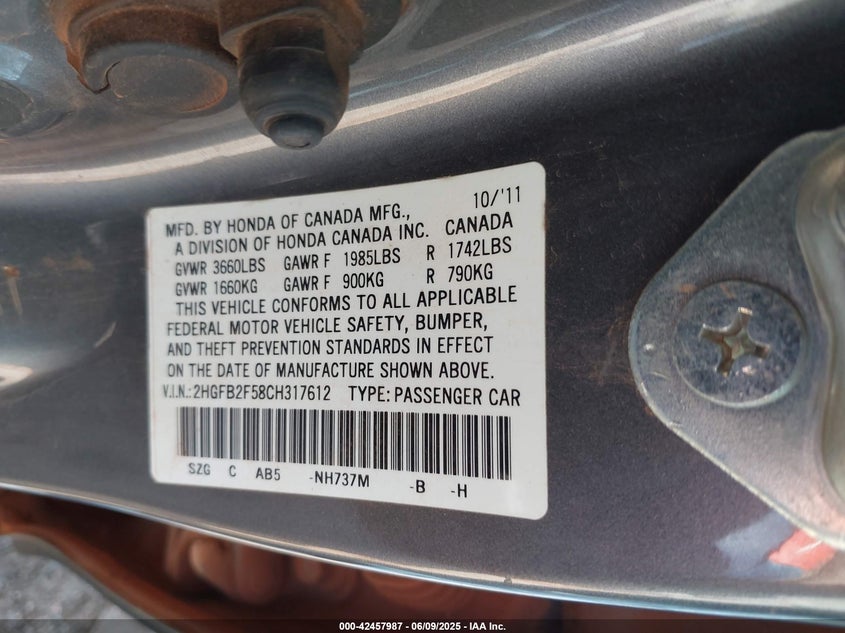 10/'11
MFD. BY HONDA OF CANADA MFG.,
A DIVISION OF HONDA CANADA INC. CANADA
GVWR 3660LBS GAWR F 1985LBS R 1742LBS
GVWR 1660KG GAWR F 900KG R 790KG
THIS VEHICLE CONFORMS TO ALL APPLICABLE
FEDERAL MOTOR VEHICLE SAFETY, BUMPER,
AND THEFT PREVENTION STANDARDS IN EFFECT
ON THE DATE OF MANUFACTURE SHOWN ABOVE.
V.I.N.:2HGFB2F58CH317612 TYPE: PASSENGER CAR
SZG C AB5 -NH737M -B -H
000-42457987 - 06/09/2025 - IAA Inc.